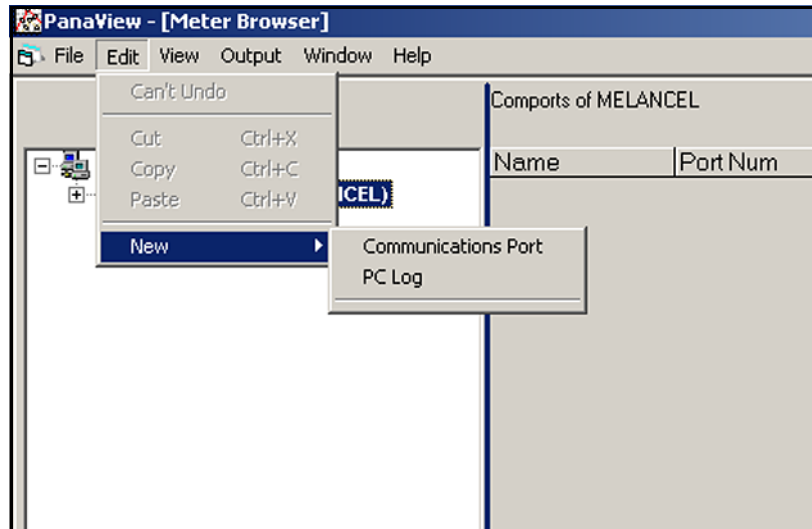 PanaView - [Meter Browser]
File Edit View Output Window Help
Can't Undo
Cut Ctrl+X
Copy Ctrl+C
Paste Ctrl+V
New
Communications Port
PC Log
ICEL)
Comports of MELANCEL
Name Port Num